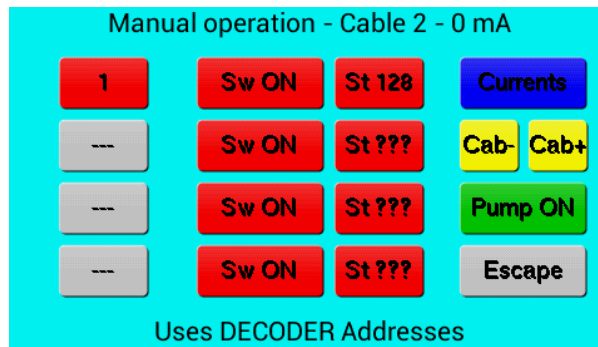 Manual operation - Cable 2 - 0 mA
1 Sw ON St 128 Currents
--- Sw ON St ??? Cab- Cab+
--- Sw ON St ??? Pump ON
--- Sw ON St ??? Escape
Uses DECODER Addresses